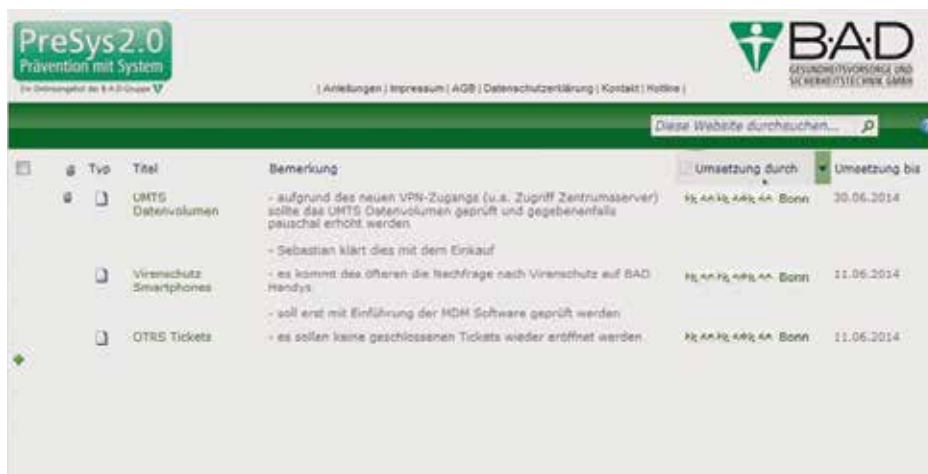 PreSys2.0
Prävention mit System
Ein Onlineangebot der B·A·D Gruppe
B·A·D
GESUNDHEITSVORSORGE UND
SICHERHEITSTECHNIK GMBH
| Anleitungen | Impressum | AGB | Datenschutzerklärung | Kontakt | Hotline |
Diese Website durchsuchen...
Typ Titel Bemerkung Umsetzung durch Umsetzung bis
UMTS Datenvolumen
- aufgrund des neuen VPN-Zugangs (u.a. Zugriff Zentrumsserver)
sollte das UMTS Datenvolumen geprüft und gegebenenfalls
pauschal erhöht werden
- Sebastian klärt dies mit dem Einkauf
Bonn 30.06.2014
Virenschutz Smartphones
- es kommt des öfteren die Nachfrage nach Virenschutz auf BAD
Handys
- soll erst mit Einführung der MDM Software geprüft werden
Bonn 11.06.2014
OTRS Tickets
- es sollen keine geschlossenen Tickets wieder eröffnet werden
Bonn 11.06.2014